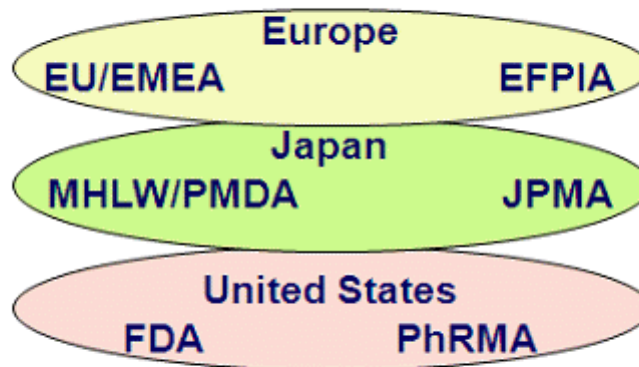 Europe
EU/EMEA EFPIA
Japan
MHLW/PMDA JPMA
United States
FDA PhRMA